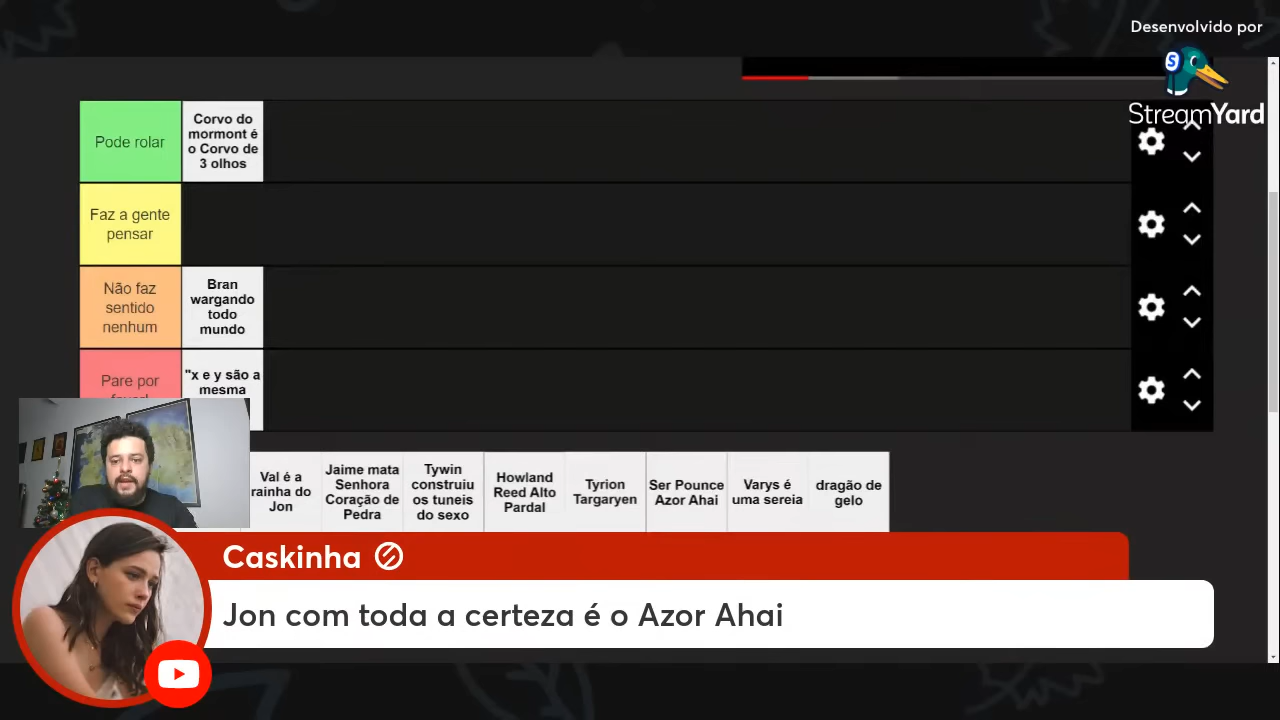 Desenvolvido por
StreamYard
Pode rolar
Corvo do
mormont é
o Corvo de
3 olhos
Faz a gente
pensar
Não faz
sentido
nenhum
Bran
wargando
todo
mundo
Pare por
"x e y são a
mesma
Val é a
rainha do
Jon
Jaime mata
Senhora
Coração de
Pedra
Tywin
construiu
os tuneis
do sexo
Howland
Reed Alto
Pardal
Tyrion
Targaryen
Ser Pounce
Azor Ahai
Varys é
uma sereia
dragão de
gelo
Caskinha
Jon com toda a certeza é o Azor Ahai